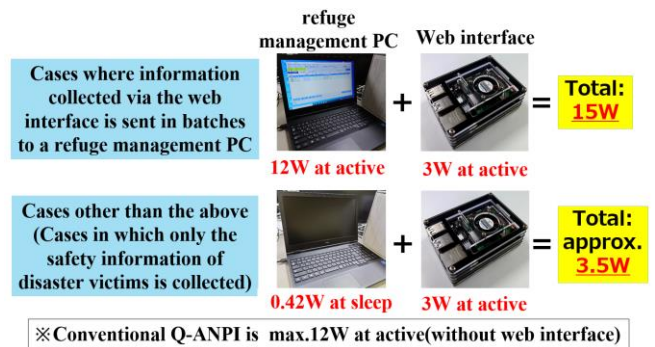 refuge
management PC
Web interface
Cases where information
collected via the web
interface is sent in batches
to a refuge management PC
+
=
Total:
15W
12W at active
3W at active
Cases other than the above
(Cases in which only the
safety information of
disaster victims is collected)
+
=
Total:
approx.
3.5W
0.42W at sleep
3W at active
※Conventional Q-ANPI is max.12W at active(without web interface)